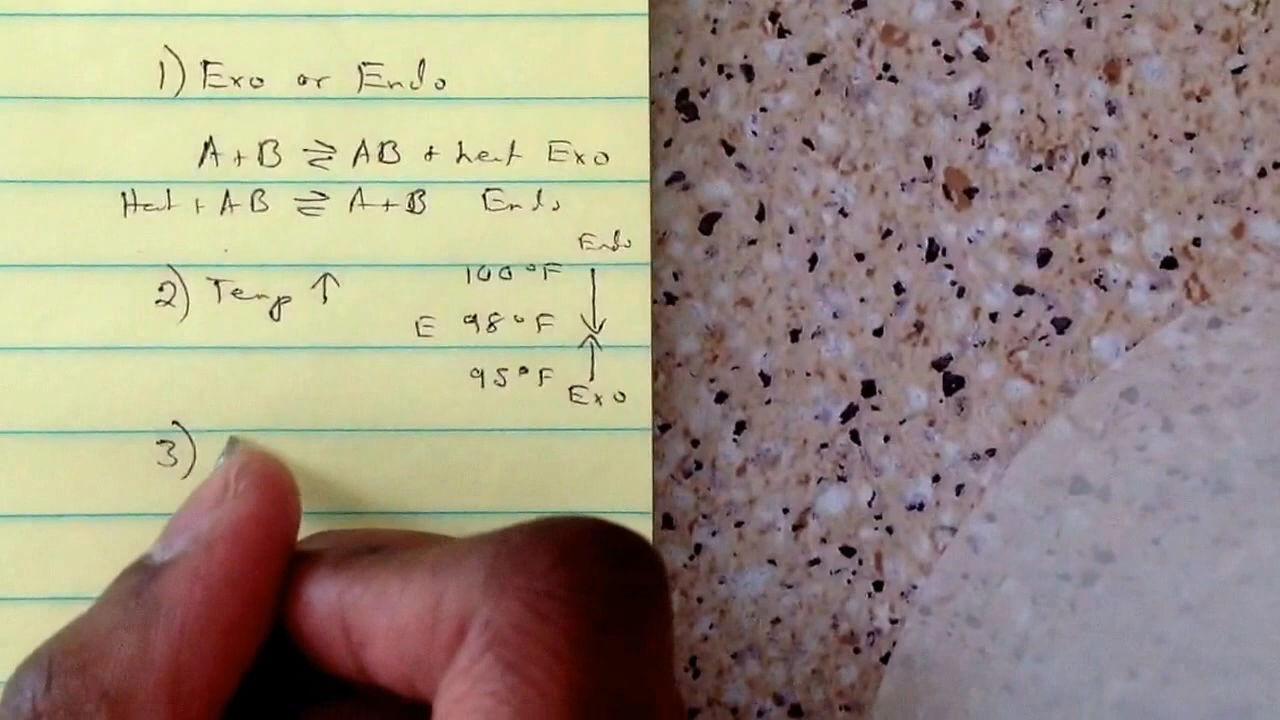 1) Exo or Endo
A + B ⇌ AB + heat Exo
Heat + AB ⇌ A + B Endo
Endo
2) Temp ↑ 100°F ↓
E 98°F
95°F ↑
Exo
3)